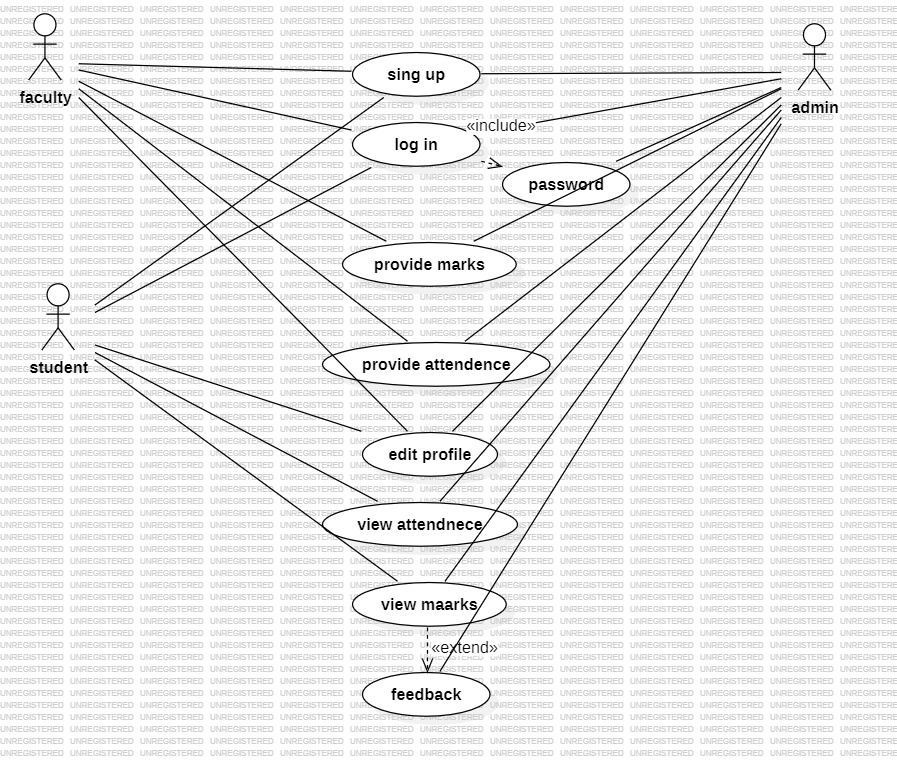 faculty
admin
sing up
«include»
log in
password
provide marks
student
provide attendence
edit profile
view attendnece
view maarks
«extend»
feedback
UNREGISTERED